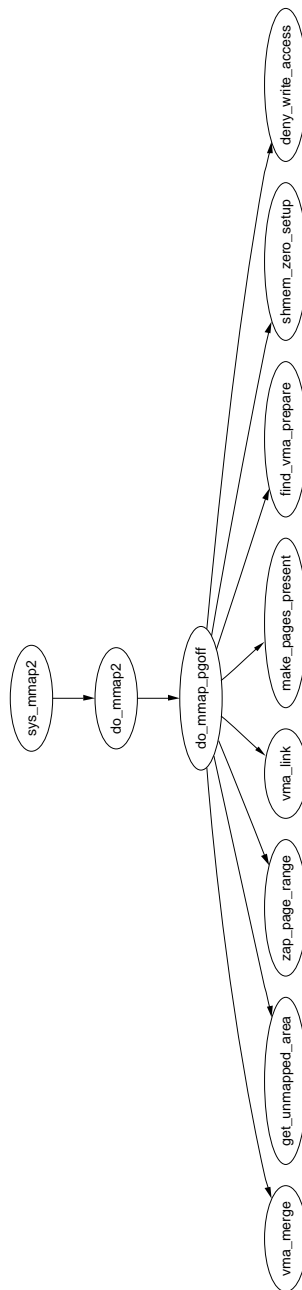 sys_mmap2
do_mmap2
do_mmap_pgoff
vma_merge
get_unmapped_area
zap_page_range
vma_link
make_pages_present
find_vma_prepare
shmem_zero_setup
deny_write_access